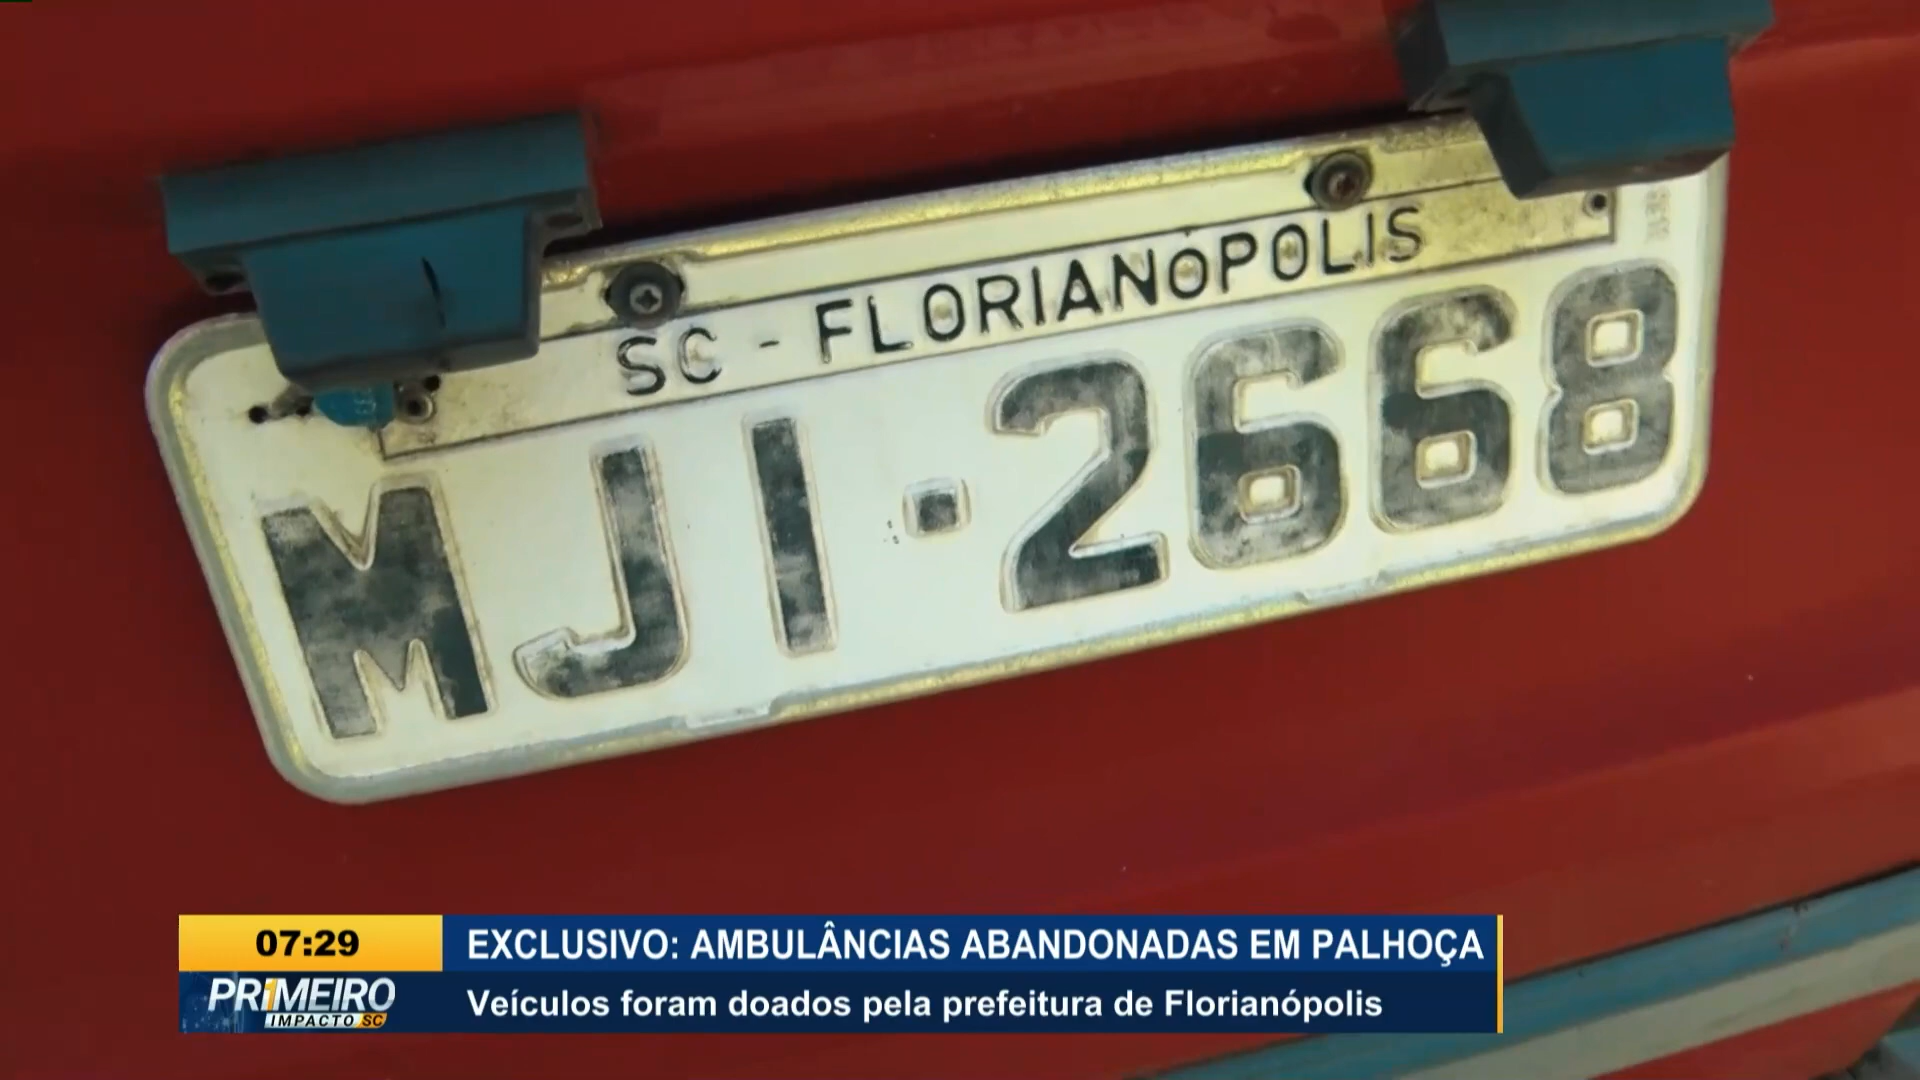 SC - FLORIANÓPOLIS
MJI·2668
07:29
EXCLUSIVO: AMBULÂNCIAS ABANDONADAS EM PALHOÇA
PRIMEIRO
IMPACTO SC
Veículos foram doados pela prefeitura de Florianópolis